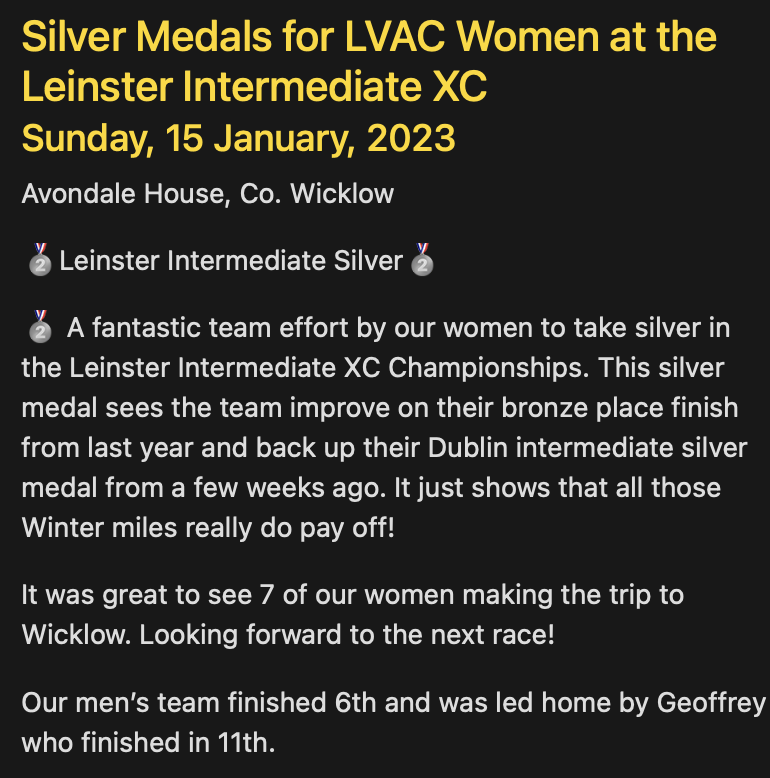 Silver Medals for LVAC Women at the
Leinster Intermediate XC
Sunday, 15 January, 2023
Avondale House, Co. Wicklow
🥈Leinster Intermediate Silver🥈
🥈 A fantastic team effort by our women to take silver in
the Leinster Intermediate XC Championships. This silver
medal sees the team improve on their bronze place finish
from last year and back up their Dublin intermediate silver
medal from a few weeks ago. It just shows that all those
Winter miles really do pay off!
It was great to see 7 of our women making the trip to
Wicklow. Looking forward to the next race!
Our men’s team finished 6th and was led home by Geoffrey
who finished in 11th.